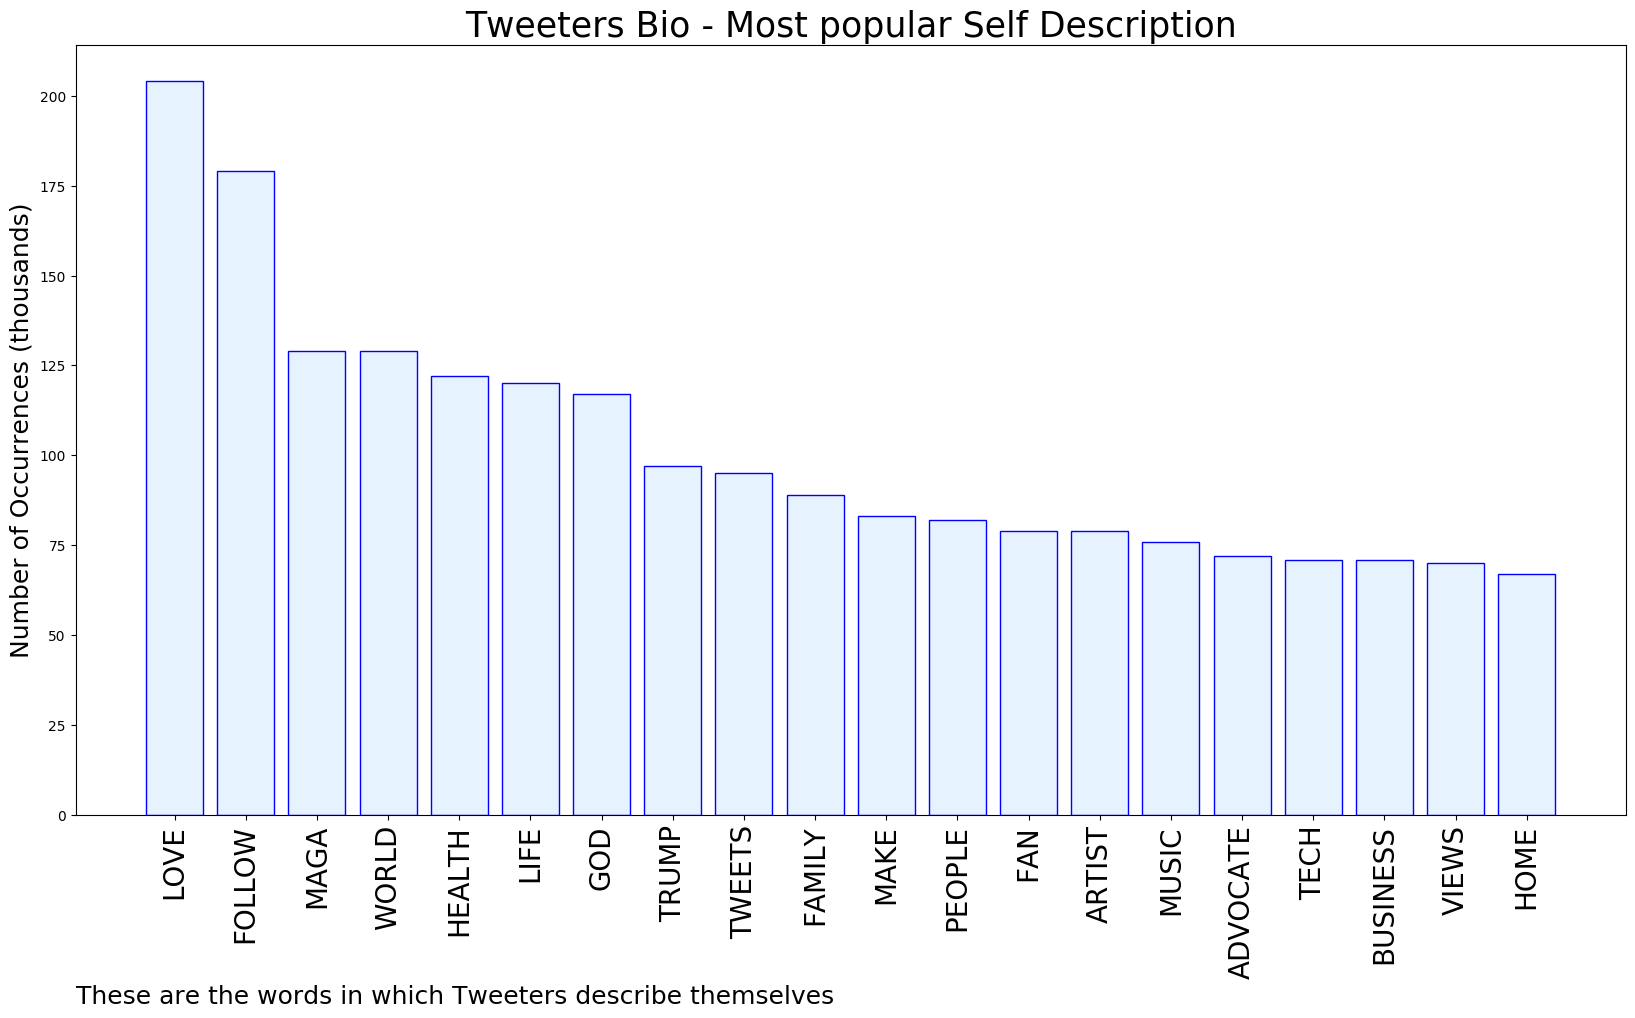 Tweeters Bio - Most popular Self Description
Number of Occurrences (thousands)
200
175
150
125
100
75
50
25
0
LOVE
FOLLOW
MAGA
WORLD
HEALTH
LIFE
GOD
TRUMP
TWEETS
FAMILY
MAKE
PEOPLE
FAN
ARTIST
MUSIC
ADVOCATE
TECH
BUSINESS
VIEWS
HOME
These are the words in which Tweeters describe themselves